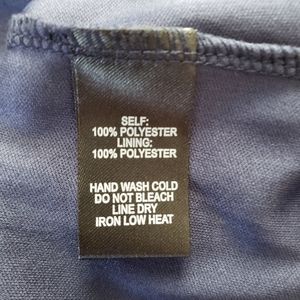 SELF:
100% POLYESTER
LINING:
100% POLYESTER
HAND WASH COLD
DO NOT BLEACH
LINE DRY
IRON LOW HEAT